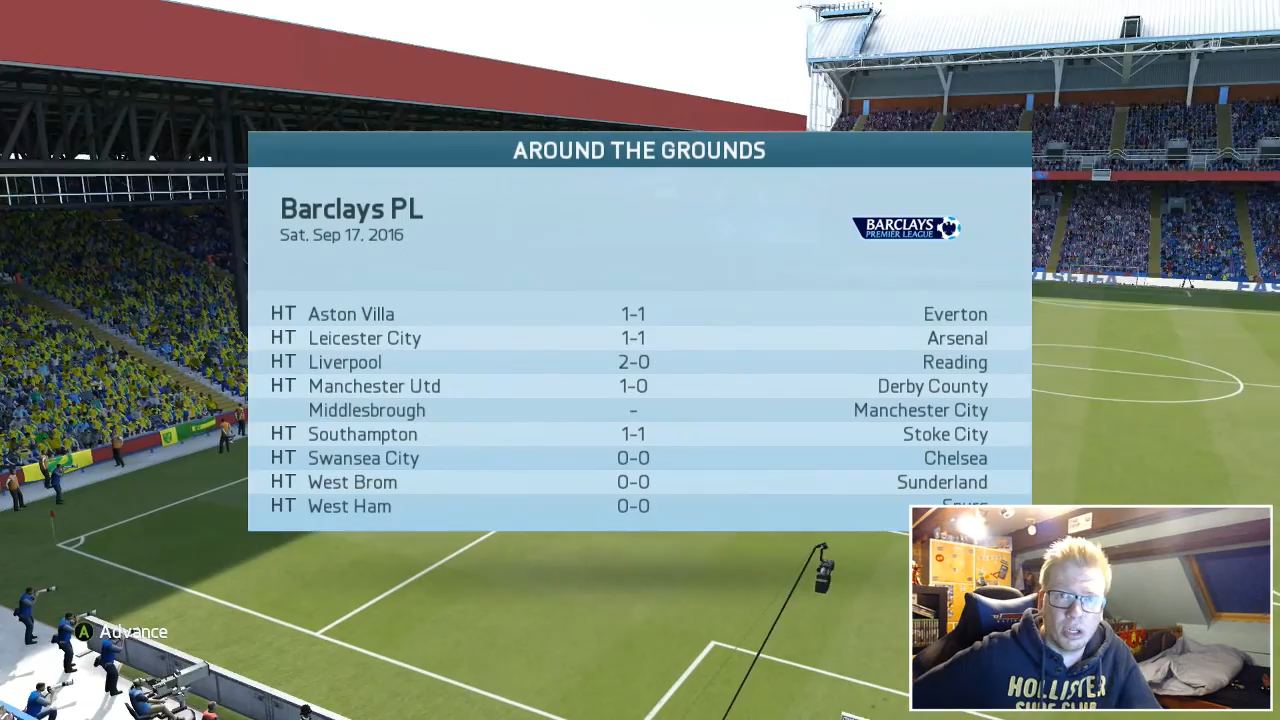 AROUND THE GROUNDS
Barclays PL
Sat. Sep 17, 2016
BARCLAYS
PREMIER LEAGUE
HT Aston Villa 1-1 Everton
HT Leicester City 1-1 Arsenal
HT Liverpool 2-0 Reading
HT Manchester Utd 1-0 Derby County
Middlesbrough - Manchester City
HT Southampton 1-1 Stoke City
HT Swansea City 0-0 Chelsea
HT West Brom 0-0 Sunderland
HT West Ham 0-0 Spurs
A Advance
HOLLISTER
SURF CLUB